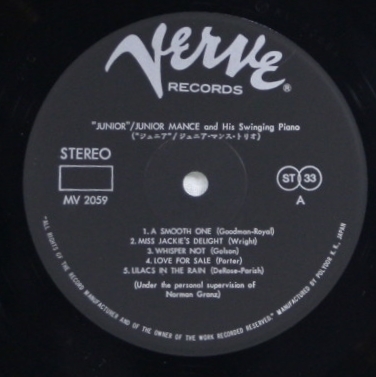 Verve
RECORDS ®
"JUNIOR"/JUNIOR MANCE and His Swinging Piano
("ジュニア"/ジュニア・マンス・トリオ)
STEREO
MV 2059
ST 33
A
1. A SMOOTH ONE (Goodman-Royal)
2. MISS JACKIE'S DELIGHT (Wright)
3. WHISPER NOT (Golson)
4. LOVE FOR SALE (Porter)
5. LILACS IN THE RAIN (DeRose-Parish)
(Under the personal supervision of
Norman Granz)
"ALL RIGHTS OF THE RECORD MANUFACTURER AND OF THE OWNER OF THE WORK RECORDED RESERVED." MANUFACTURED BY POLYDOR K. K., JAPAN